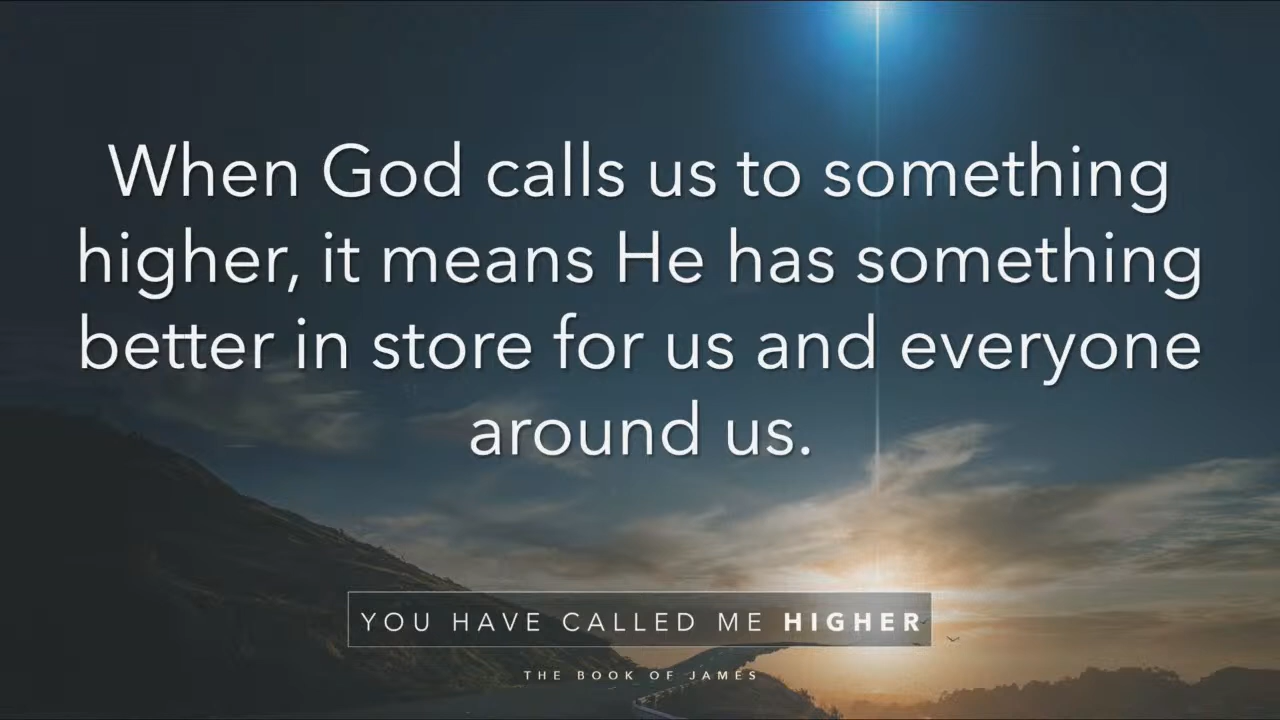 When God calls us to something
higher, it means He has something
better in store for us and everyone
around us.
YOU HAVE CALLED ME HIGHER
THE BOOK OF JAMES